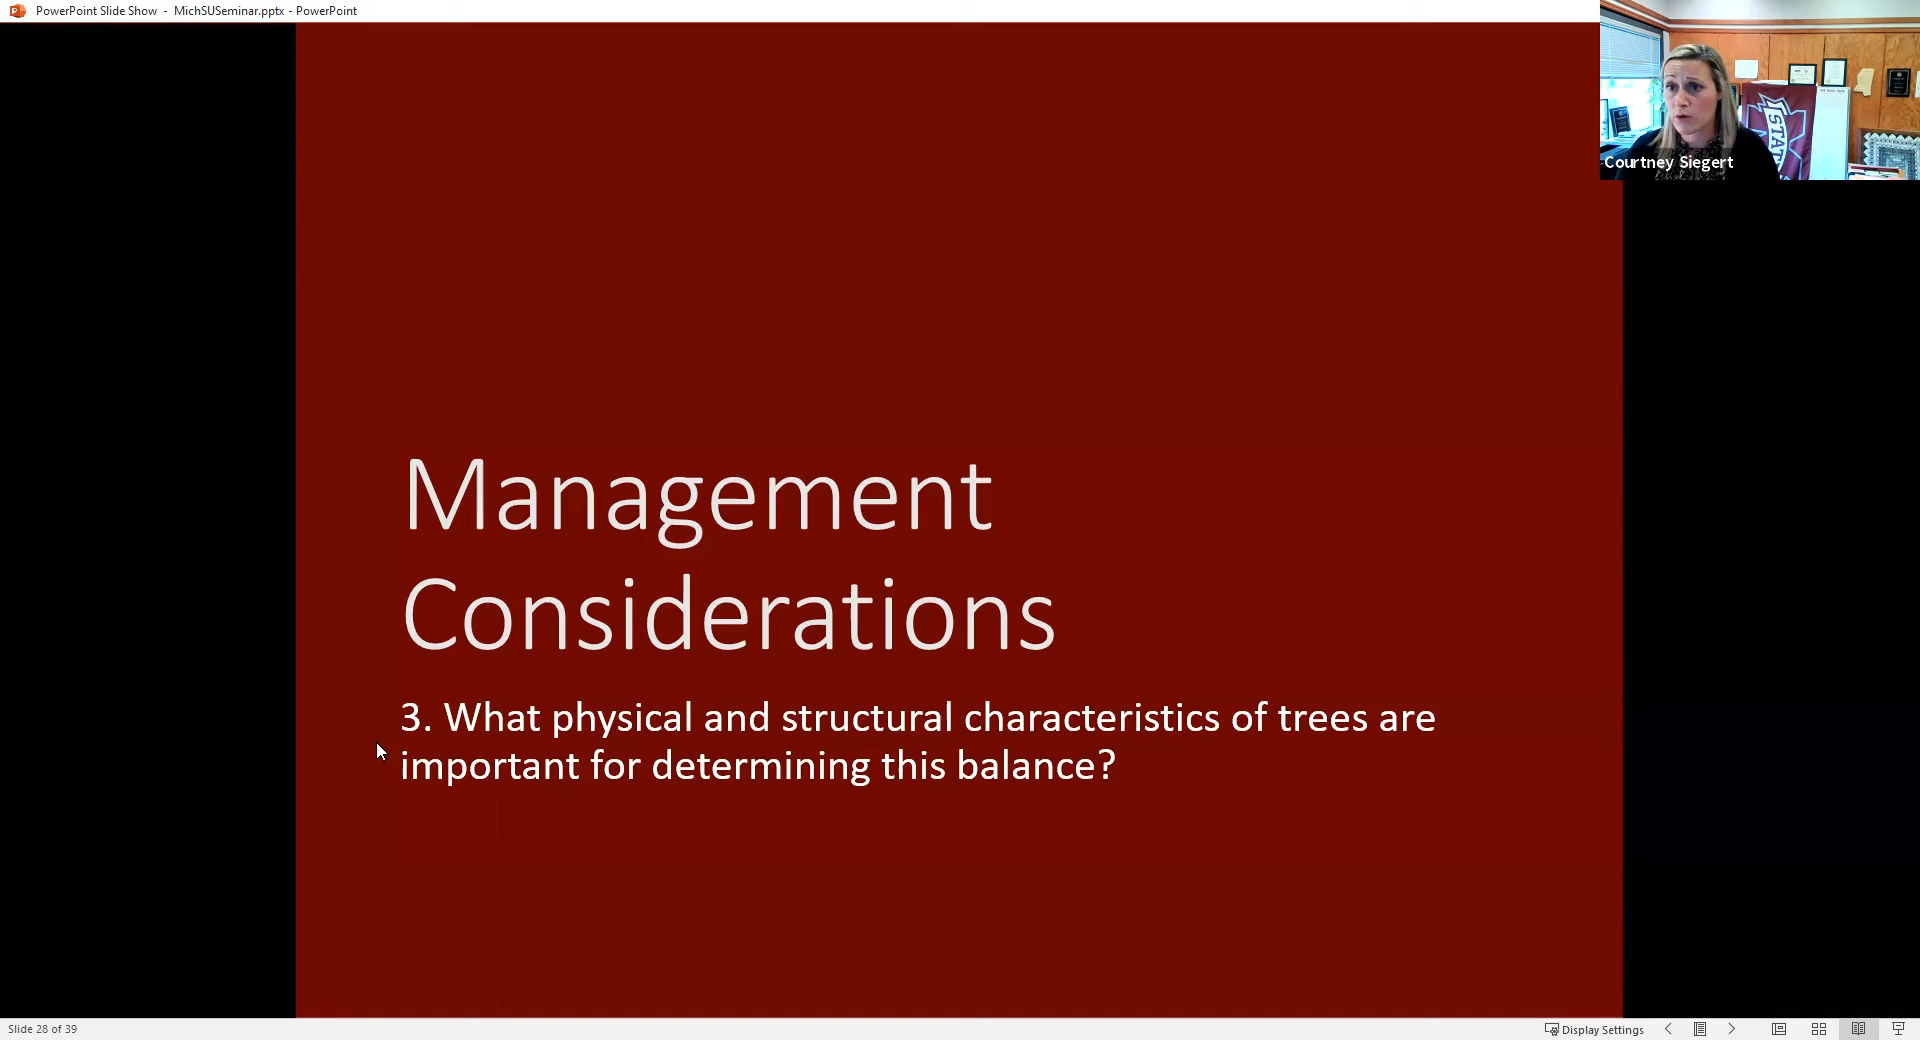 PowerPoint Slide Show - MichSUSeminar.pptx - PowerPoint
STATE
Courtney Siegert
Management
Considerations
3. What physical and structural characteristics of trees are
important for determining this balance?
Slide 28 of 39
Display Settings